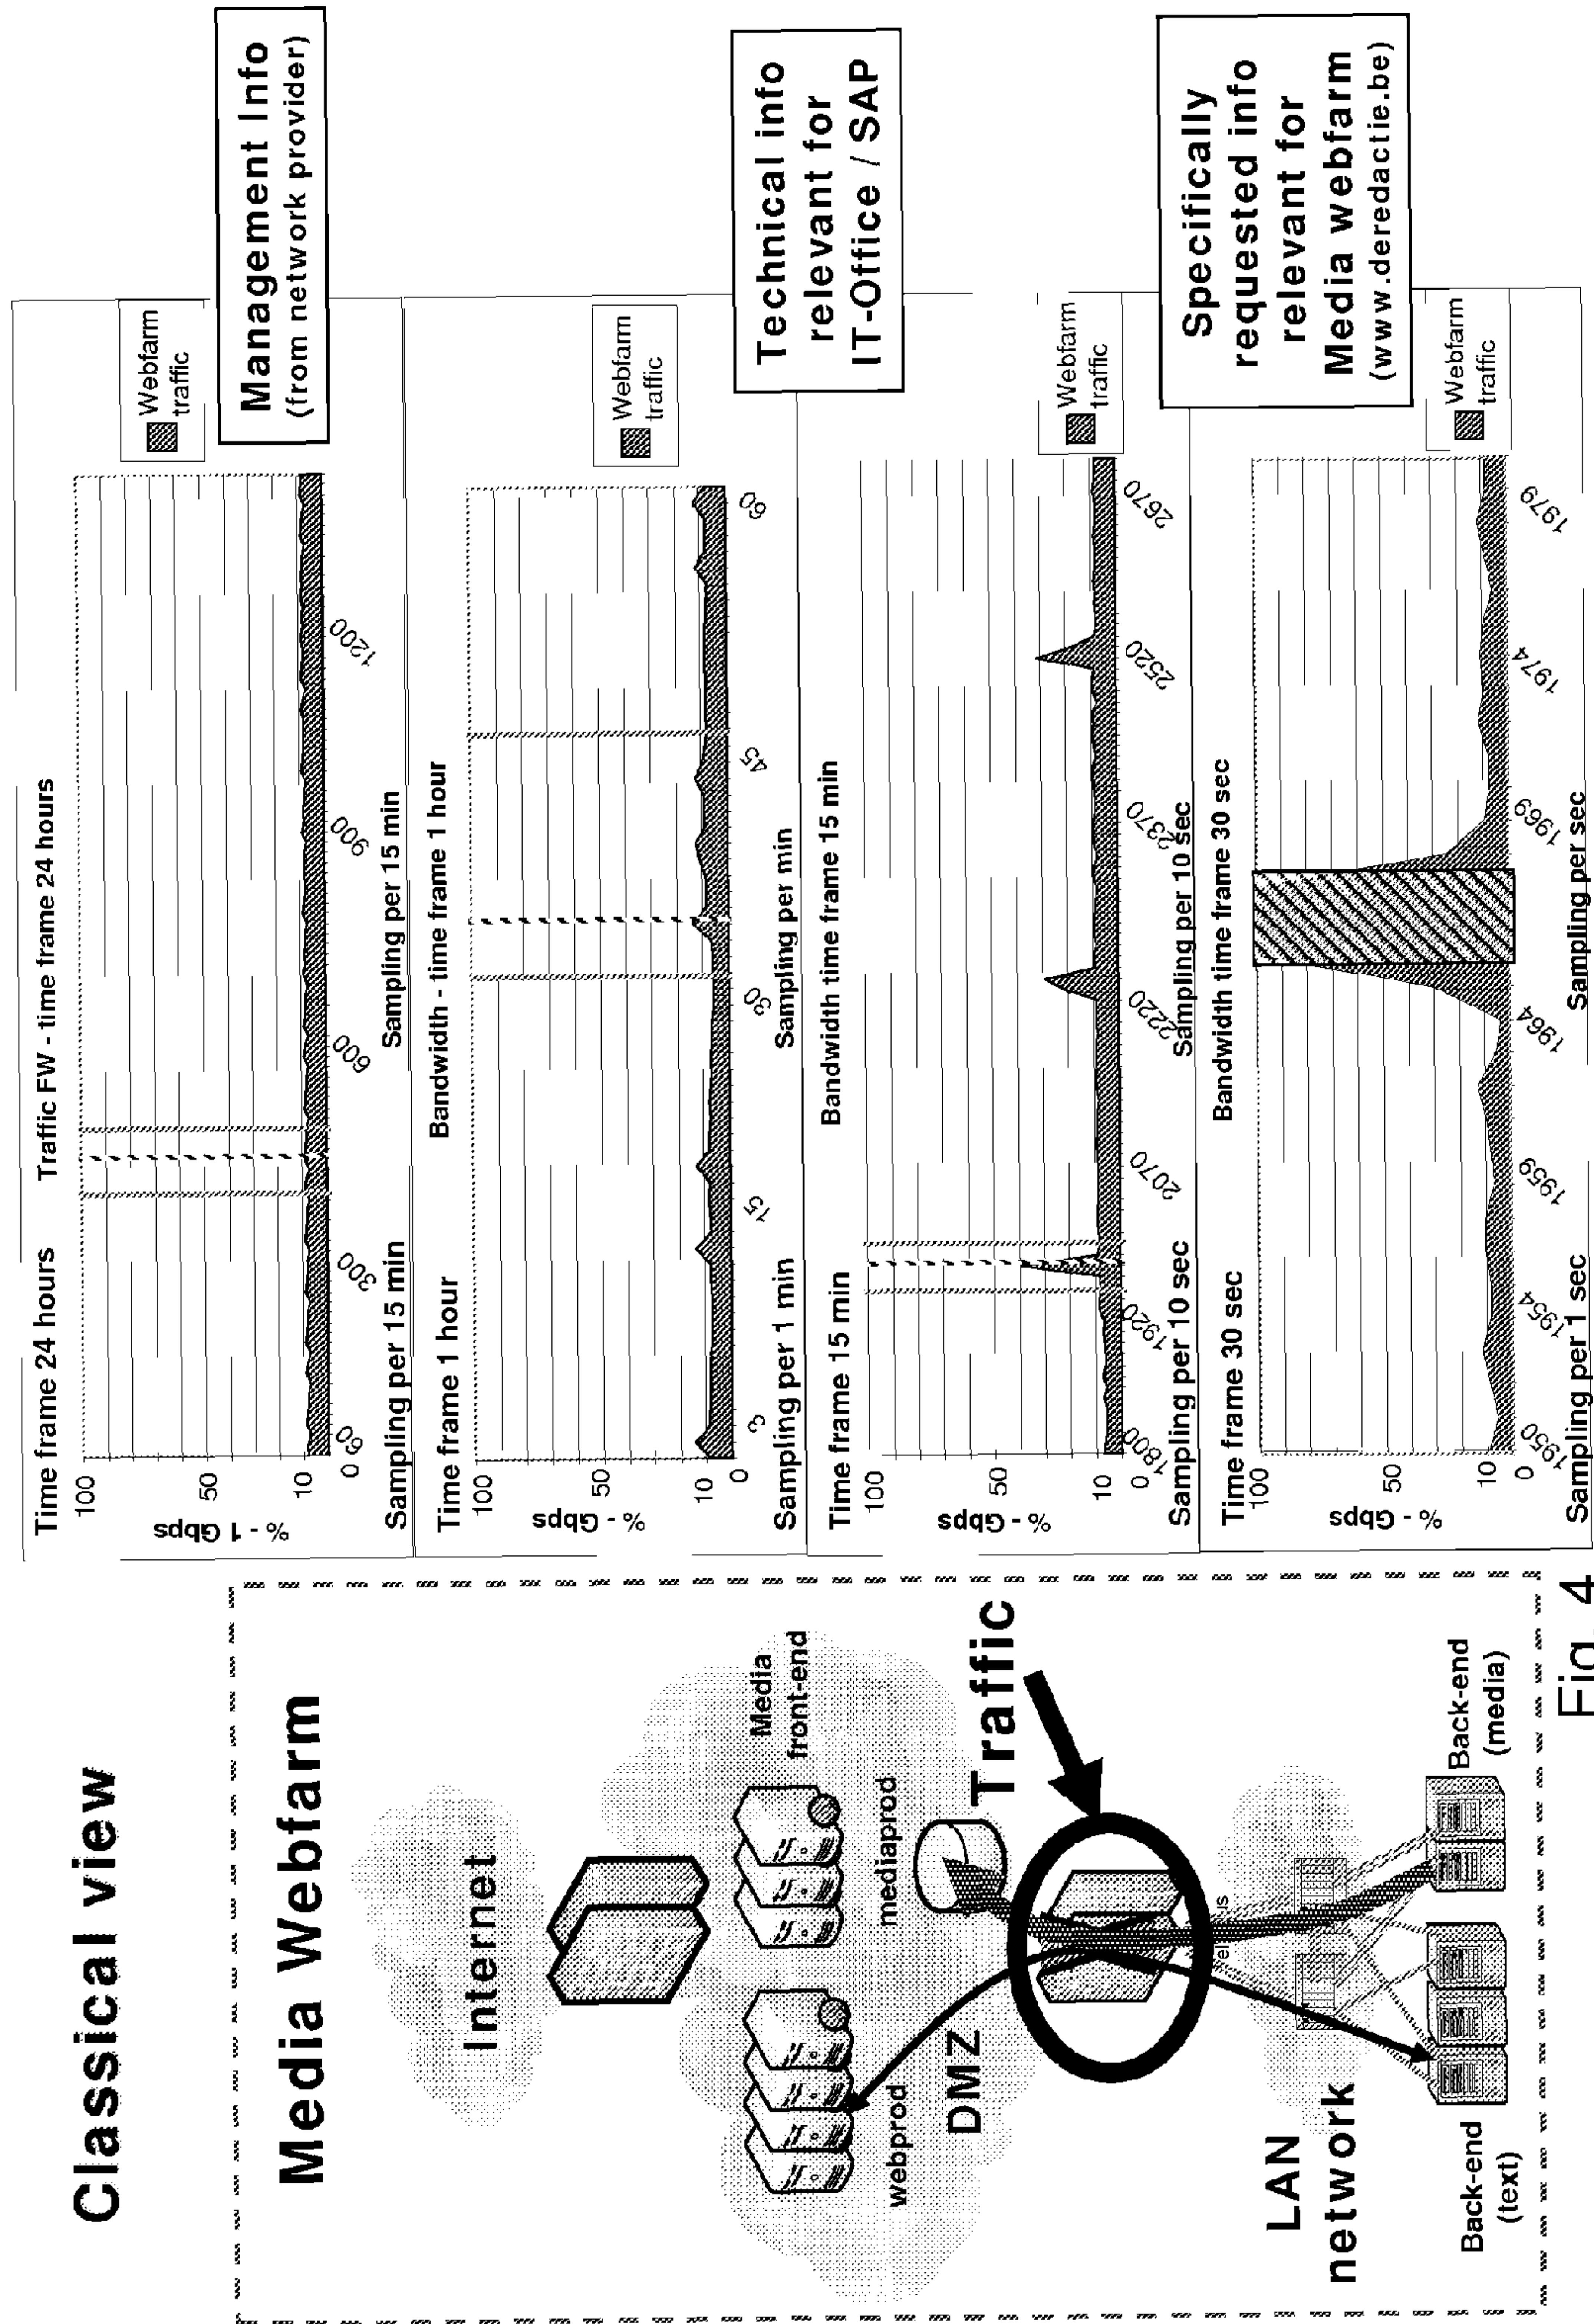 Classical view
Media Webfarm
Internet
Media
front-end
webprod
mediaprod
DMZ
Traffic
LAN
network
Back-end
(text)
Back-end
(media)
Time frame 24 hours
Traffic FW - time frame 24 hours
% - 1 Gbps
100
50
10
0
60
300
600
900
1200
Sampling per 15 min
Sampling per 15 min
Webfarm
traffic
Management Info
(from network provider)
Time frame 1 hour
Bandwidth - time frame 1 hour
% - Gbps
100
50
10
0
3
15
30
45
60
Sampling per 1 min
Sampling per min
Webfarm
traffic
Technical info
relevant for
IT-Office / SAP
Time frame 15 min
Bandwidth time frame 15 min
% - Gbps
100
50
10
0
1800
1920
2070
2220
2370
2520
2670
Sampling per 10 sec
Sampling per 10 sec
Webfarm
traffic
Specifically
requested info
relevant for
Media webfarm
(www.deredactie.be)
Time frame 30 sec
Bandwidth time frame 30 sec
% - Gbps
100
50
10
0
1950
1954
1959
1964
1969
1974
1979
Sampling per 1 sec
Sampling per sec
Webfarm
traffic
Fig. 4